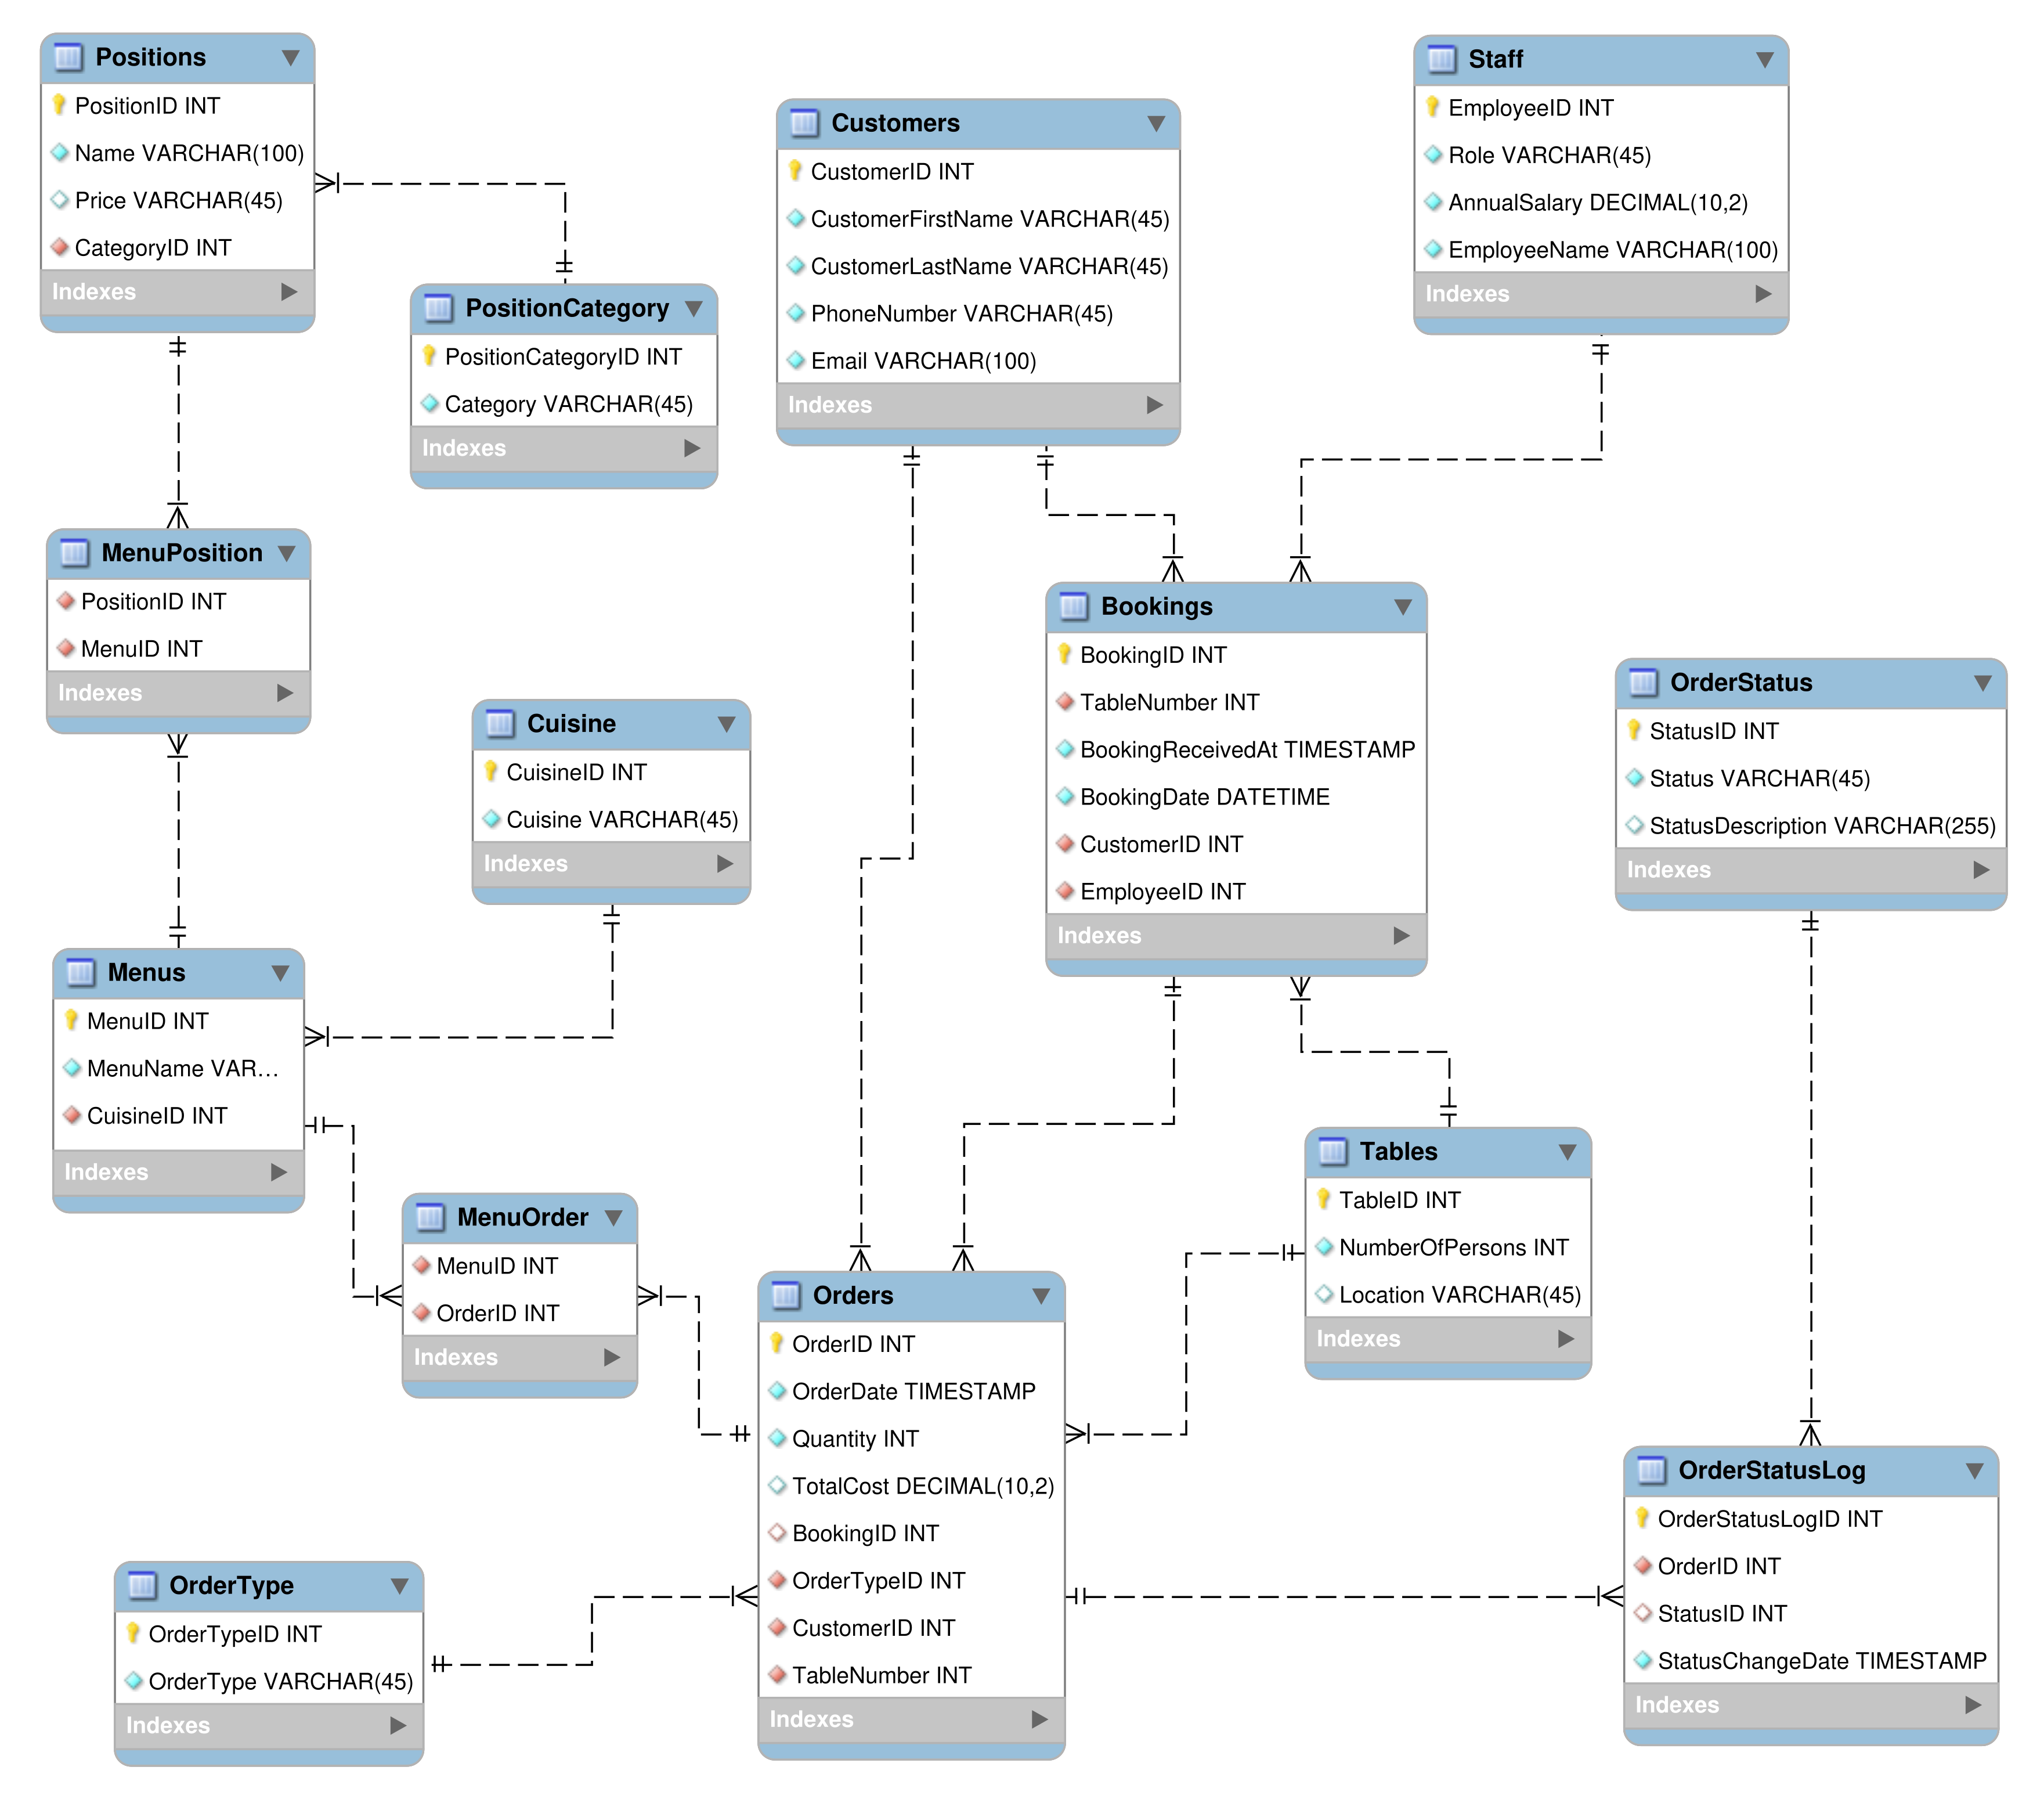 Positions
PositionID INT
Name VARCHAR(100)
Price VARCHAR(45)
CategoryID INT
Indexes
PositionCategory
PositionCategoryID INT
Category VARCHAR(45)
Indexes
Customers
CustomerID INT
CustomerFirstName VARCHAR(45)
CustomerLastName VARCHAR(45)
PhoneNumber VARCHAR(45)
Email VARCHAR(100)
Indexes
Staff
EmployeeID INT
Role VARCHAR(45)
AnnualSalary DECIMAL(10,2)
EmployeeName VARCHAR(100)
Indexes
MenuPosition
PositionID INT
MenuID INT
Indexes
Cuisine
CuisineID INT
Cuisine VARCHAR(45)
Indexes
Bookings
BookingID INT
TableNumber INT
BookingReceivedAt TIMESTAMP
BookingDate DATETIME
CustomerID INT
EmployeeID INT
Indexes
OrderStatus
StatusID INT
Status VARCHAR(45)
StatusDescription VARCHAR(255)
Indexes
Menus
MenuID INT
MenuName VAR...
CuisineID INT
Indexes
MenuOrder
MenuID INT
OrderID INT
Indexes
Tables
TableID INT
NumberOfPersons INT
Location VARCHAR(45)
Indexes
Orders
OrderID INT
OrderDate TIMESTAMP
Quantity INT
TotalCost DECIMAL(10,2)
BookingID INT
OrderTypeID INT
CustomerID INT
TableNumber INT
Indexes
OrderStatusLog
OrderStatusLogID INT
OrderID INT
StatusID INT
StatusChangeDate TIMESTAMP
Indexes
OrderType
OrderTypeID INT
OrderType VARCHAR(45)
Indexes